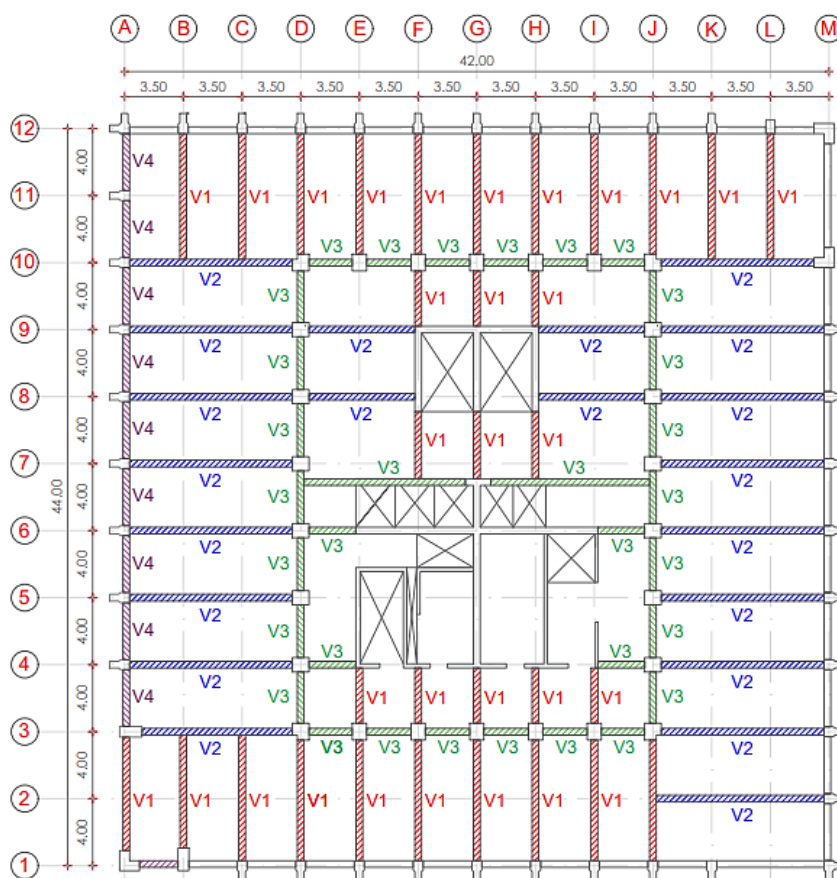 A B C D E F G H I J K L M
42.00
3.50 3.50 3.50 3.50 3.50 3.50 3.50 3.50 3.50 3.50 3.50 3.50
12
4.00 V4
11 V1 V1 V1 V1 V1 V1 V1 V1 V1 V1 V1
4.00 V4 V3 V3 V3 V3 V3 V3
10
V2 V2
4.00 V4 V3 V1 V1 V1 V3
9
V2 V2 V2 V2
4.00 V4 V3 V3
8
V2 V2 V2 V2
4.00 V4 V3 V1 V1 V1 V3
7 V3 V3
V2 V2
44.00 4.00 V4 V3 V3
6
V2 V3 V3 V2
4.00 V4 V3 V3
5
V2 V2
4.00 V4 V3 V3
V3 V3
4
V2 V2
4.00 V4 V3 V1 V1 V1 V1 V1 V3
3
V2 V3 V3 V3 V3 V3 V3 V2
4.00
2 V1 V1 V1 V1 V1 V1 V1 V1 V1
V2
4.00
1